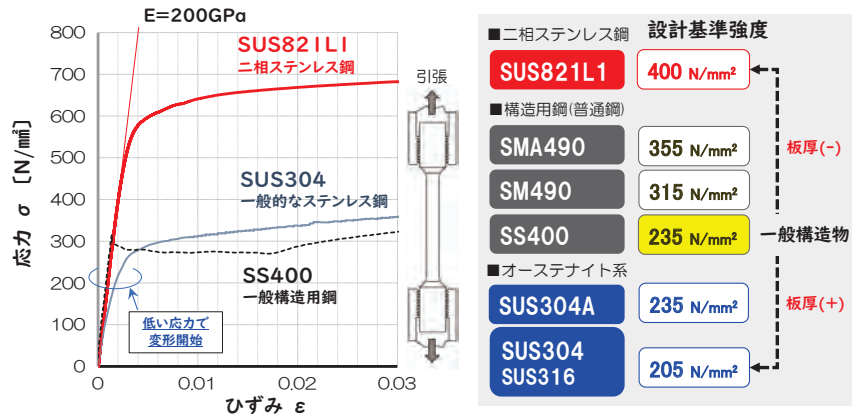 E=200GPa
800
700
600
500
400
300
200
100
0
応力 σ [N/m㎡]
0
0.01
0.02
0.03
ひずみ ε
SUS821L1
二相ステンレス鋼
SUS304
一般的なステンレス鋼
SS400
一般構造用鋼
低い応力で
変形開始
引張
■二相ステンレス鋼
設計基準強度
SUS821L1
400 N/mm²
■構造用鋼(普通鋼)
SMA490
355 N/mm²
板厚(-)
SM490
315 N/mm²
SS400
235 N/mm²
一般構造物
■オーステナイト系
SUS304A
235 N/mm²
板厚(+)
SUS304
SUS316
205 N/mm²